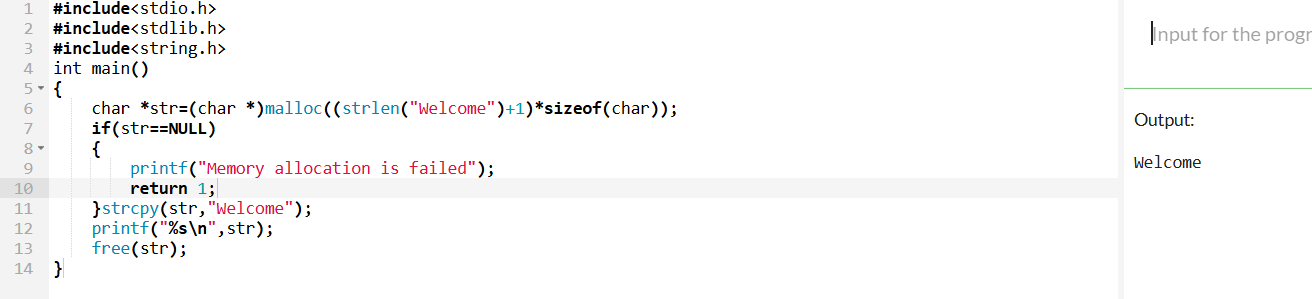 1 #include<stdio.h>
2 #include<stdlib.h>
3 #include<string.h>
4 int main()
5 {
6 char *str=(char *)malloc((strlen("Welcome")+1)*sizeof(char));
7 if(str==NULL)
8 {
9 printf("Memory allocation is failed");
10 return 1;
11 }strcpy(str,"Welcome");
12 printf("%s\n",str);
13 free(str);
14 }
Input for the progr
Output:
Welcome